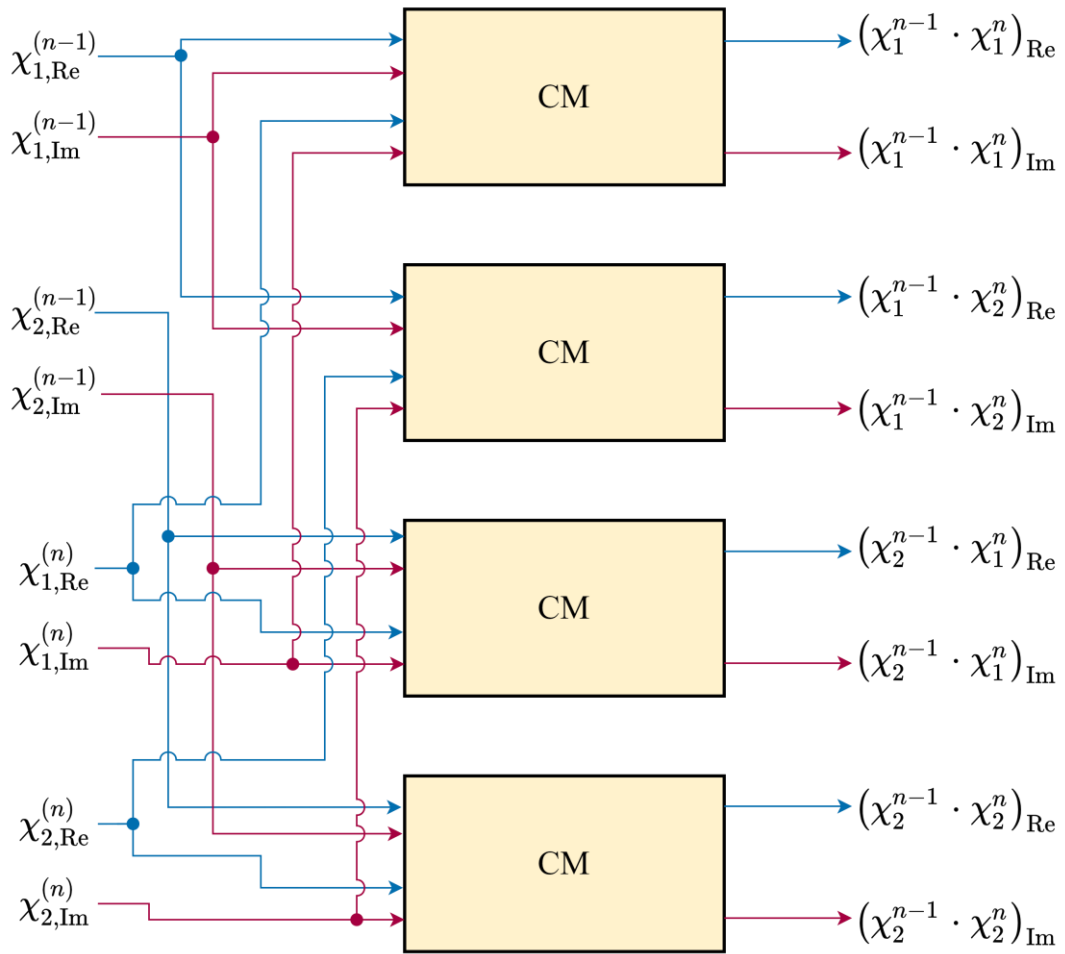 χ_{1,Re}^{(n−1)}
χ_{1,Im}^{(n−1)}
CM
(χ_1^{n−1} · χ_1^n)_{Re}
(χ_1^{n−1} · χ_1^n)_{Im}
χ_{2,Re}^{(n−1)}
χ_{2,Im}^{(n−1)}
CM
(χ_1^{n−1} · χ_2^n)_{Re}
(χ_1^{n−1} · χ_2^n)_{Im}
χ_{1,Re}^{(n)}
χ_{1,Im}^{(n)}
CM
(χ_2^{n−1} · χ_1^n)_{Re}
(χ_2^{n−1} · χ_1^n)_{Im}
χ_{2,Re}^{(n)}
χ_{2,Im}^{(n)}
CM
(χ_2^{n−1} · χ_2^n)_{Re}
(χ_2^{n−1} · χ_2^n)_{Im}